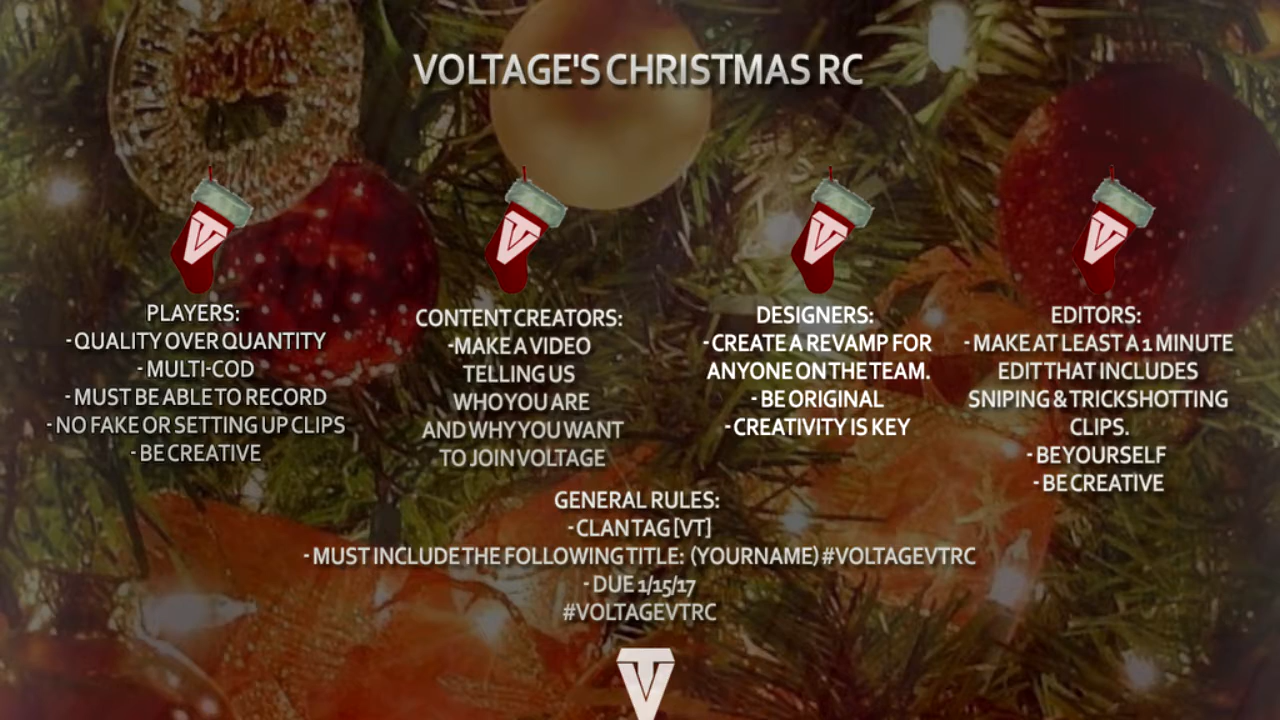 VOLTAGE'S CHRISTMAS RC
PLAYERS:
- QUALITY OVER QUANTITY
- MULTI-COD
- MUST BE ABLE TO RECORD
- NO FAKE OR SETTING UP CLIPS
- BE CREATIVE
CONTENT CREATORS:
-MAKE A VIDEO
TELLING US
WHO YOU ARE
AND WHY YOU WANT
TO JOIN VOLTAGE
DESIGNERS:
- CREATE A REVAMP FOR
ANYONE ON THE TEAM.
- BE ORIGINAL
- CREATIVITY IS KEY
EDITORS:
- MAKE AT LEAST A 1 MINUTE
EDIT THAT INCLUDES
SNIPING & TRICKSHOTTING
CLIPS.
- BE YOURSELF
- BE CREATIVE
GENERAL RULES:
- CLAN TAG [VT]
- MUST INCLUDE THE FOLLOWING TITLE: (YOUR NAME) #VOLTAGEVTRC
- DUE 1/15/17
#VOLTAGEVTRC